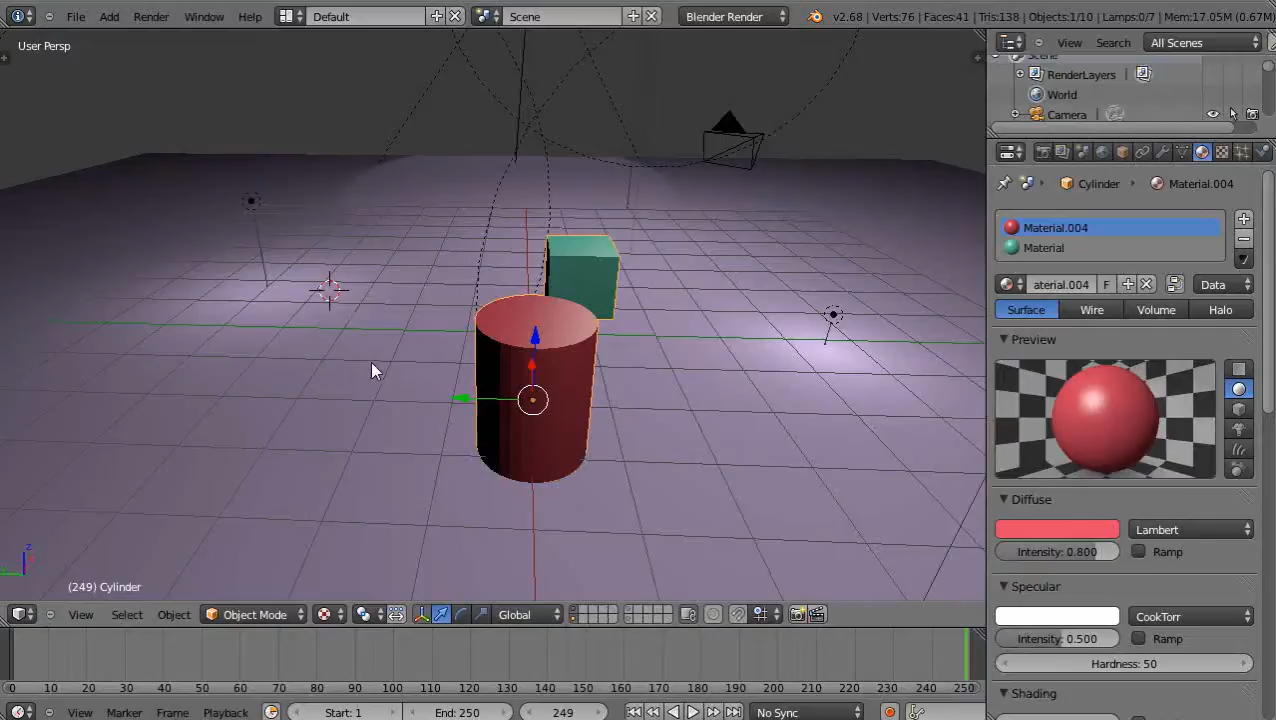 File Add Render Window Help Default Scene Blender Render v2.68 | Verts:76 | Faces:41 | Tris:138 | Objects:1/10 | Lamps:0/7 | Mem:17.05M (0.67M)
User Persp
View Search All Scenes
RenderLayers
World
Camera
Cylinder Material.004
Material.004
Material
aterial.004 F Data
Surface Wire Volume Halo
Preview
Diffuse
Lambert
Intensity: 0.800 Ramp
Specular
CookTorr
Intensity: 0.500 Ramp
Hardness: 50
Shading
z
(249) Cylinder
View Select Object Object Mode Global
0 10 20 30 40 50 60 70 80 90 100 110 120 130 140 150 160 170 180 190 200 210 220 230 240 250
View Marker Frame Playback Start: 1 End: 250 249 No Sync